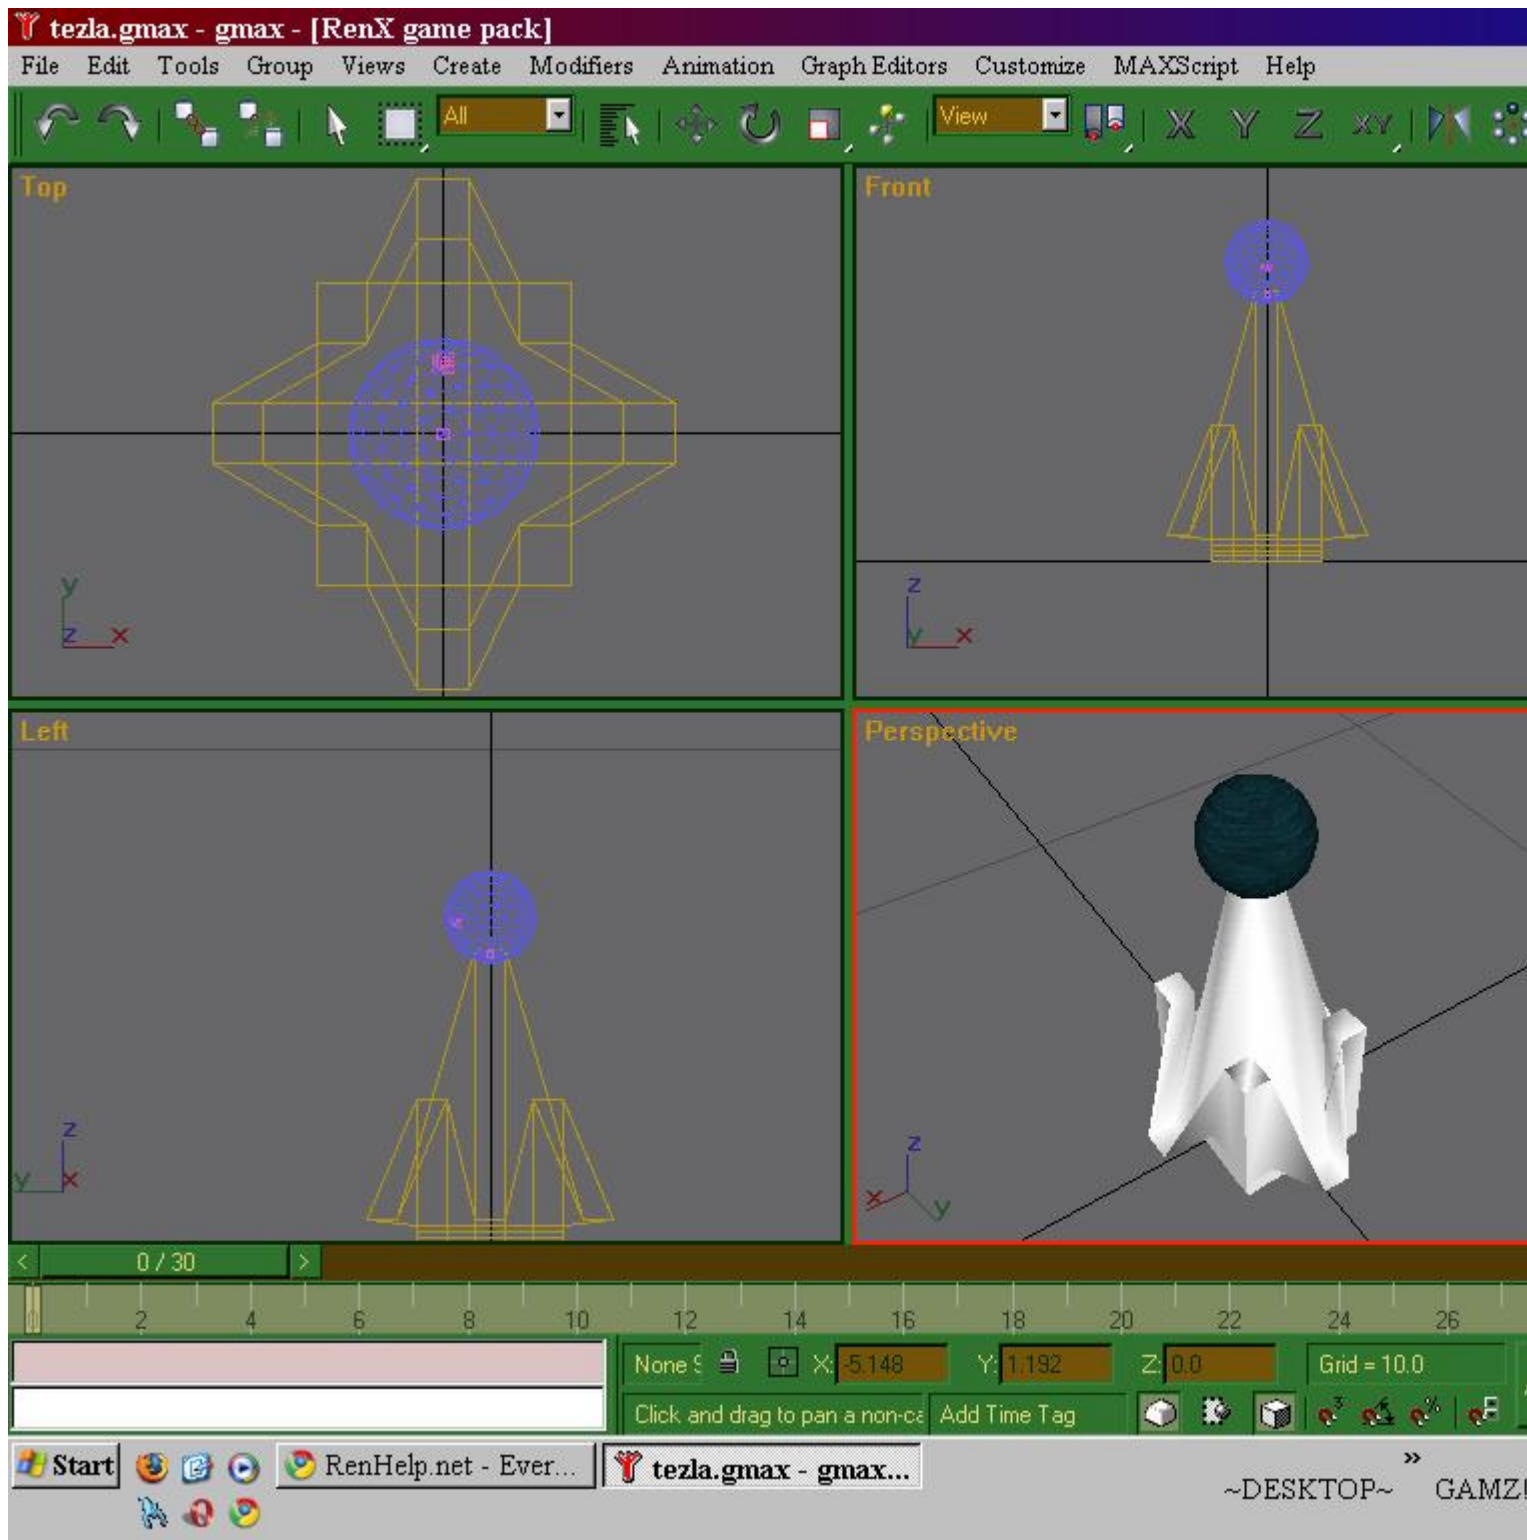 tezla.gmax - gmax - [RenX game pack]
File Edit Tools Group Views Create Modifiers Animation Graph Editors Customize MAXScript Help
All View X Y Z XY
Top
Front
y
z x
z
y x
Left
Perspective
z
y x
z
x y
< 0 / 30 >
0 2 4 6 8 10 12 14 16 18 20 22 24 26
None S X: -5.148 Y: 1.192 Z: 0.0 Grid = 10.0
Click and drag to pan a non-ca Add Time Tag
Start RenHelp.net - Ever... tezla.gmax - gmax... »
~DESKTOP~ GAMZ!